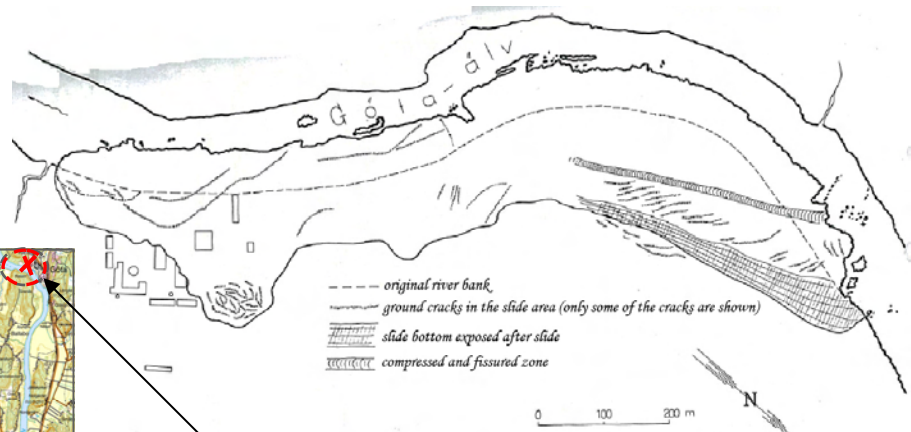 Göta-älv
original river bank
ground cracks in the slide area (only some of the cracks are shown)
slide bottom exposed after slide
compressed and fissured zone
N
0 100 200 m
X
Göta